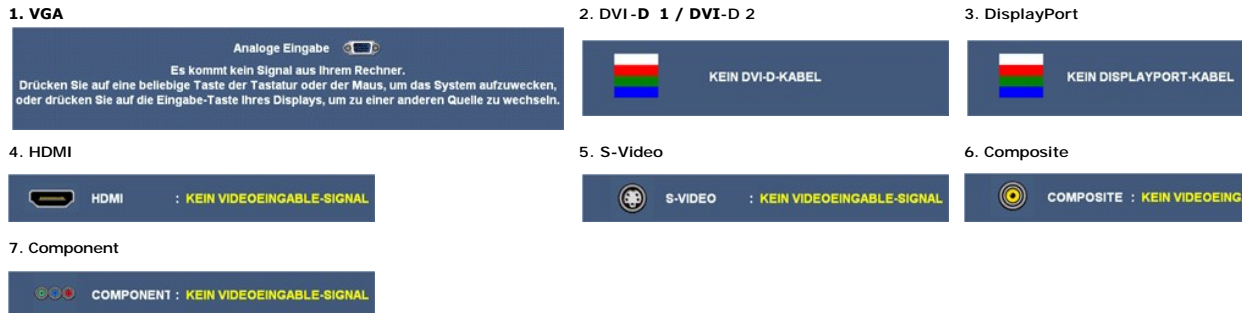 1. VGA
2. DVI-D 1 / DVI-D 2
3. DisplayPort
Analoge Eingabe
Es kommt kein Signal aus Ihrem Rechner.
Drücken Sie auf eine beliebige Taste der Tastatur oder der Maus, um das System aufzuwecken,
oder drücken Sie auf die Eingabe-Taste Ihres Displays, um zu einer anderen Quelle zu wechseln.
KEIN DVI-D-KABEL
KEIN DISPLAYPORT-KABEL
4. HDMI
5. S-Video
6. Composite
HDMI : KEIN VIDEOEINGABLE-SIGNAL
S-VIDEO : KEIN VIDEOEINGABLE-SIGNAL
COMPOSITE : KEIN VIDEOEING
7. Component
COMPONENT : KEIN VIDEOEINGABLE-SIGNAL